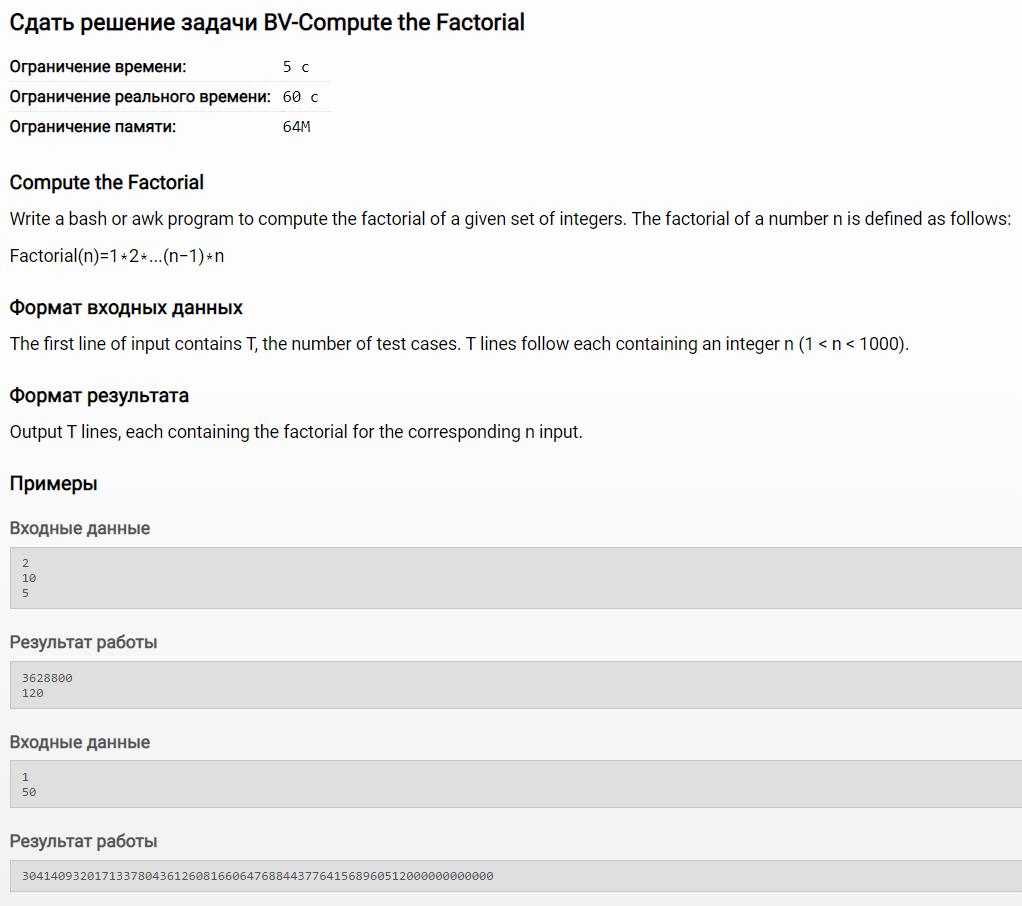 Сдать решение задачи BV-Compute the Factorial
Ограничение времени: 5 с
Ограничение реального времени: 60 с
Ограничение памяти: 64M
Compute the Factorial
Write a bash or awk program to compute the factorial of a given set of integers. The factorial of a number n is defined as follows:
Factorial(n)=1*2*...(n−1)*n
Формат входных данных
The first line of input contains T, the number of test cases. T lines follow each containing an integer n (1 < n < 1000).
Формат результата
Output T lines, each containing the factorial for the corresponding n input.
Примеры
Входные данные
2
10
5
Результат работы
3628800
120
Входные данные
1
50
Результат работы
30414093201713378043612608166064768844377641568960512000000000000